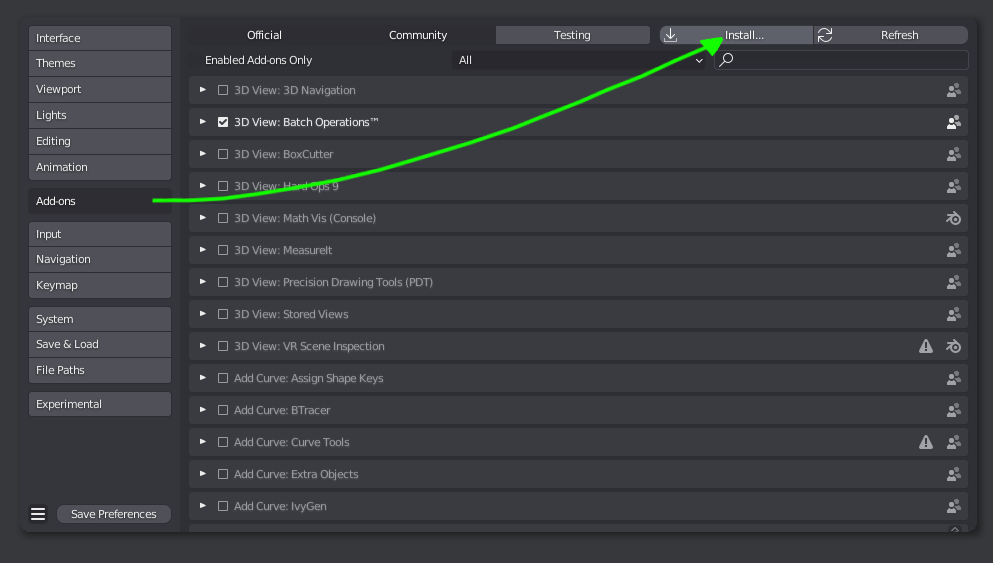 Interface
Themes
Viewport
Lights
Editing
Animation
Add-ons
Input
Navigation
Keymap
System
Save & Load
File Paths
Experimental
Save Preferences
Official Community Testing Install... Refresh
Enabled Add-ons Only All
3D View: 3D Navigation
3D View: Batch Operations™
3D View: BoxCutter
3D View: Hard Ops 9
3D View: Math Vis (Console)
3D View: MeasureIt
3D View: Precision Drawing Tools (PDT)
3D View: Stored Views
3D View: VR Scene Inspection
Add Curve: Assign Shape Keys
Add Curve: BTracer
Add Curve: Curve Tools
Add Curve: Extra Objects
Add Curve: IvyGen